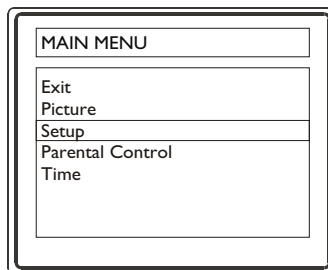 MAIN MENU
Exit
Picture
Setup
Parental Control
Time